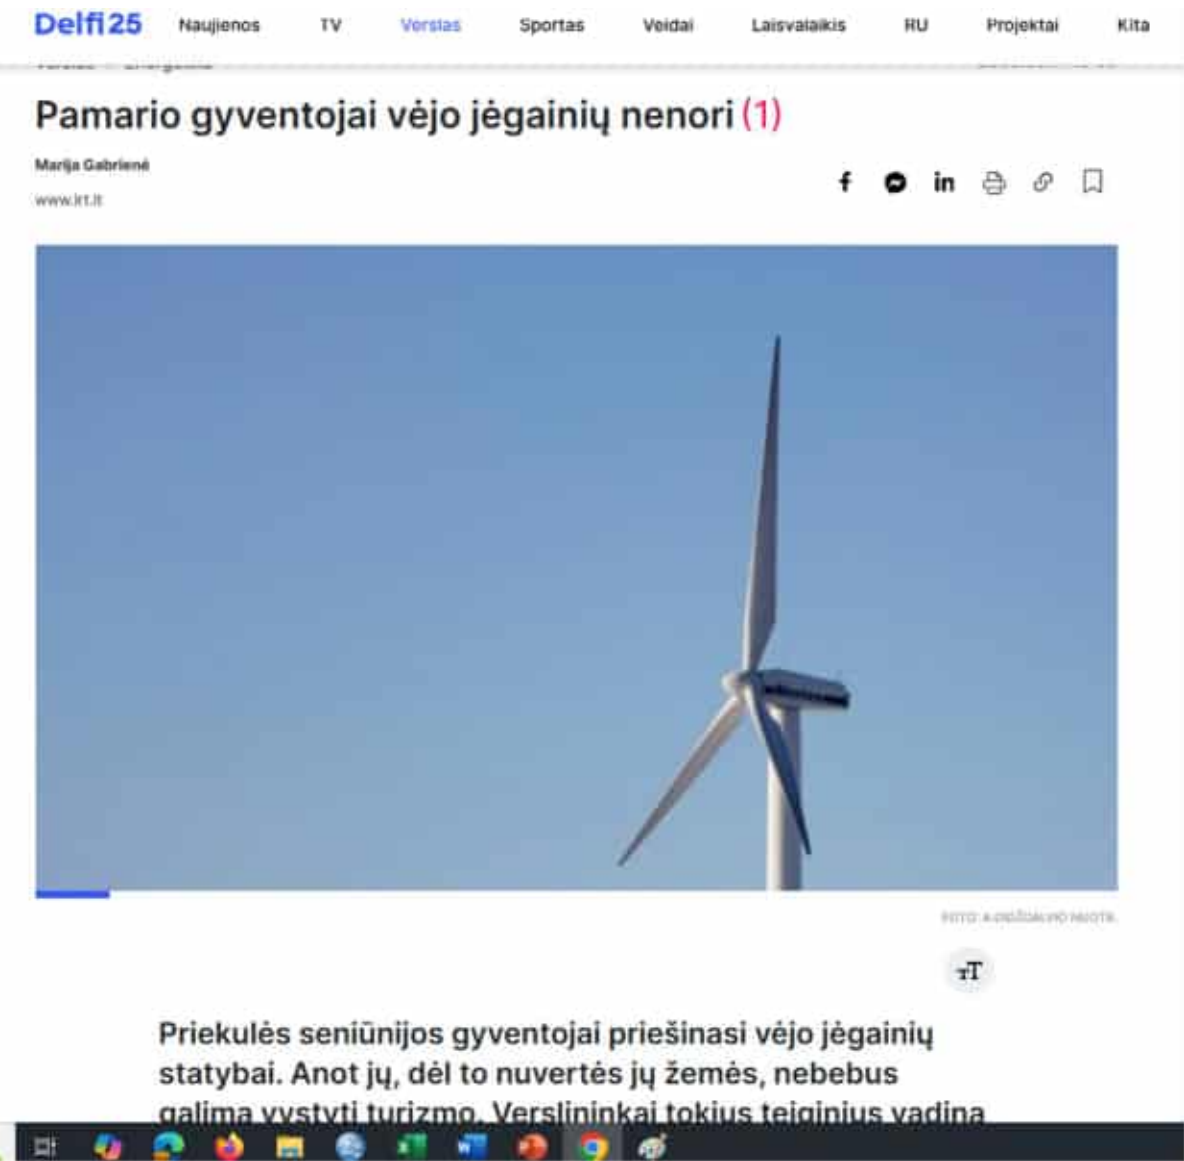 Delfi25 Naujienos TV Verslas Sportas Veidai Laisvalaikis RU Projektai Kita
Pamario gyventojai vėjo jėgainių nenori (1)
Marija Gabrienė
www.lrt.lt
f in
TT
Priekulės seniūnijos gyventojai priešinasi vėjo jėgainių
statybai. Anot jų, dėl to nuvertės jų žemės, nebebus
galima vystyti turizmo. Verslininkai tokius teiginius vadina